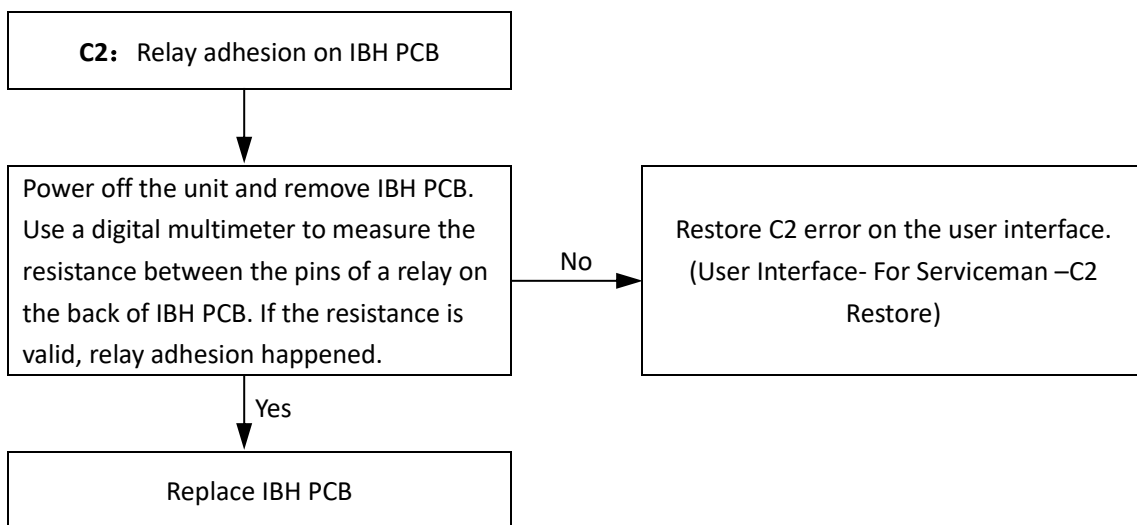 C2： Relay adhesion on IBH PCB
Power off the unit and remove IBH PCB.
Use a digital multimeter to measure the
resistance between the pins of a relay on
the back of IBH PCB. If the resistance is
valid, relay adhesion happened.
No
Restore C2 error on the user interface.
(User Interface- For Serviceman –C2
Restore)
Yes
Replace IBH PCB